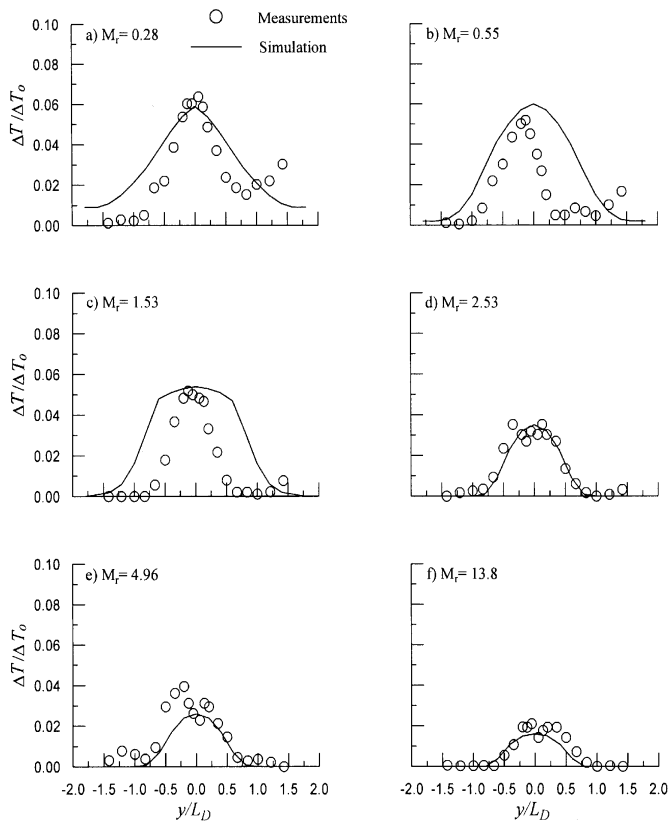 Measurements
Simulation
a) Mr= 0.28
b) Mr= 0.55
0.10
0.08
0.06
0.04
0.02
0.00
ΔT/ΔTo
c) Mr= 1.53
d) Mr= 2.53
0.10
0.08
0.06
0.04
0.02
0.00
ΔT/ΔTo
e) Mr= 4.96
f) Mr= 13.8
0.10
0.08
0.06
0.04
0.02
0.00
ΔT/ΔTo
-2.0 -1.5 -1.0 -0.5 0.0 0.5 1.0 1.5 2.0
-2.0 -1.5 -1.0 -0.5 0.0 0.5 1.0 1.5 2.0
y/LD
y/LD